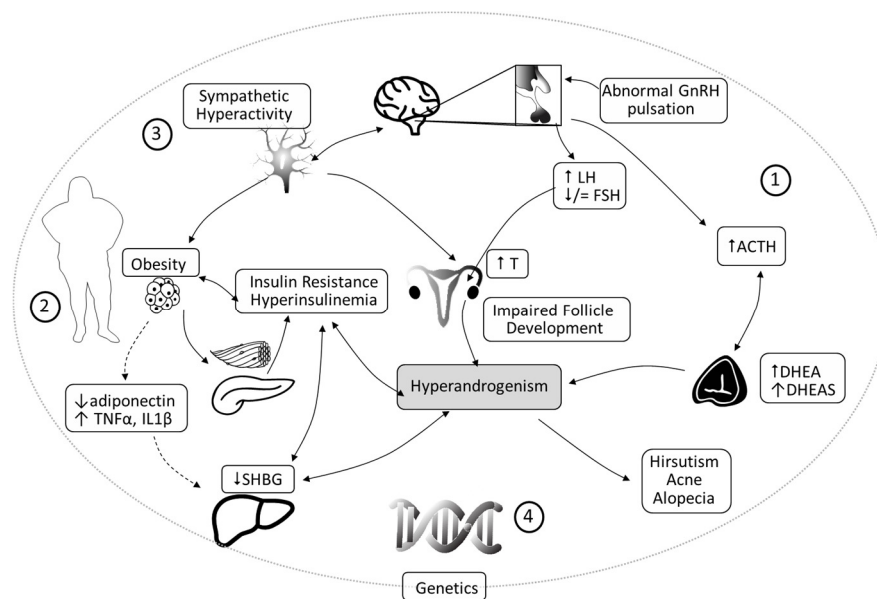 Sympathetic
Hyperactivity
3
Abnormal GnRH
pulsation
↑ LH
↓/= FSH
1
↑ACTH
2
Obesity
Insulin Resistance
Hyperinsulinemia
↑ T
Impaired Follicle
Development
↓adiponectin
↑ TNFα, IL1β
Hyperandrogenism
↑DHEA
↑DHEAS
↓SHBG
Hirsutism
Acne
Alopecia
4
Genetics